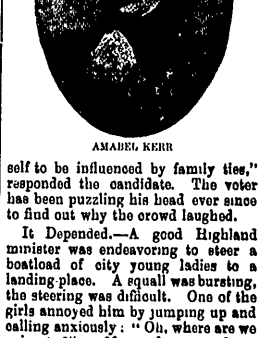 AMABEL KERR
self to be influenced by family ties,"
responded the candidate. The voter
has been puzzling his head ever since
to find out why the crowd laughed.
It Depended.—A good Highland
minister was endeavoring to steer a
boatload of city young ladies to a
landing-place. A squall was bursting,
the steering was difficult. One of the
girls annoyed him by jumping up and
calling anxiously: "Oh, where are we